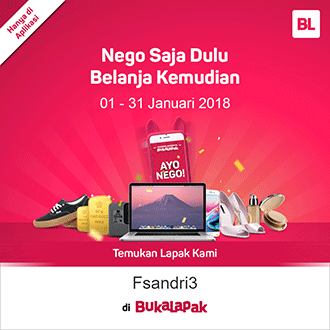 Hanya di
Aplikasi
BL
Nego Saja Dulu
Belanja Kemudian
01 - 31 Januari 2018
BUKALAPAK
AYO
NEGO!
Temukan Lapak Kami
Fsandri3
di BukaLapak